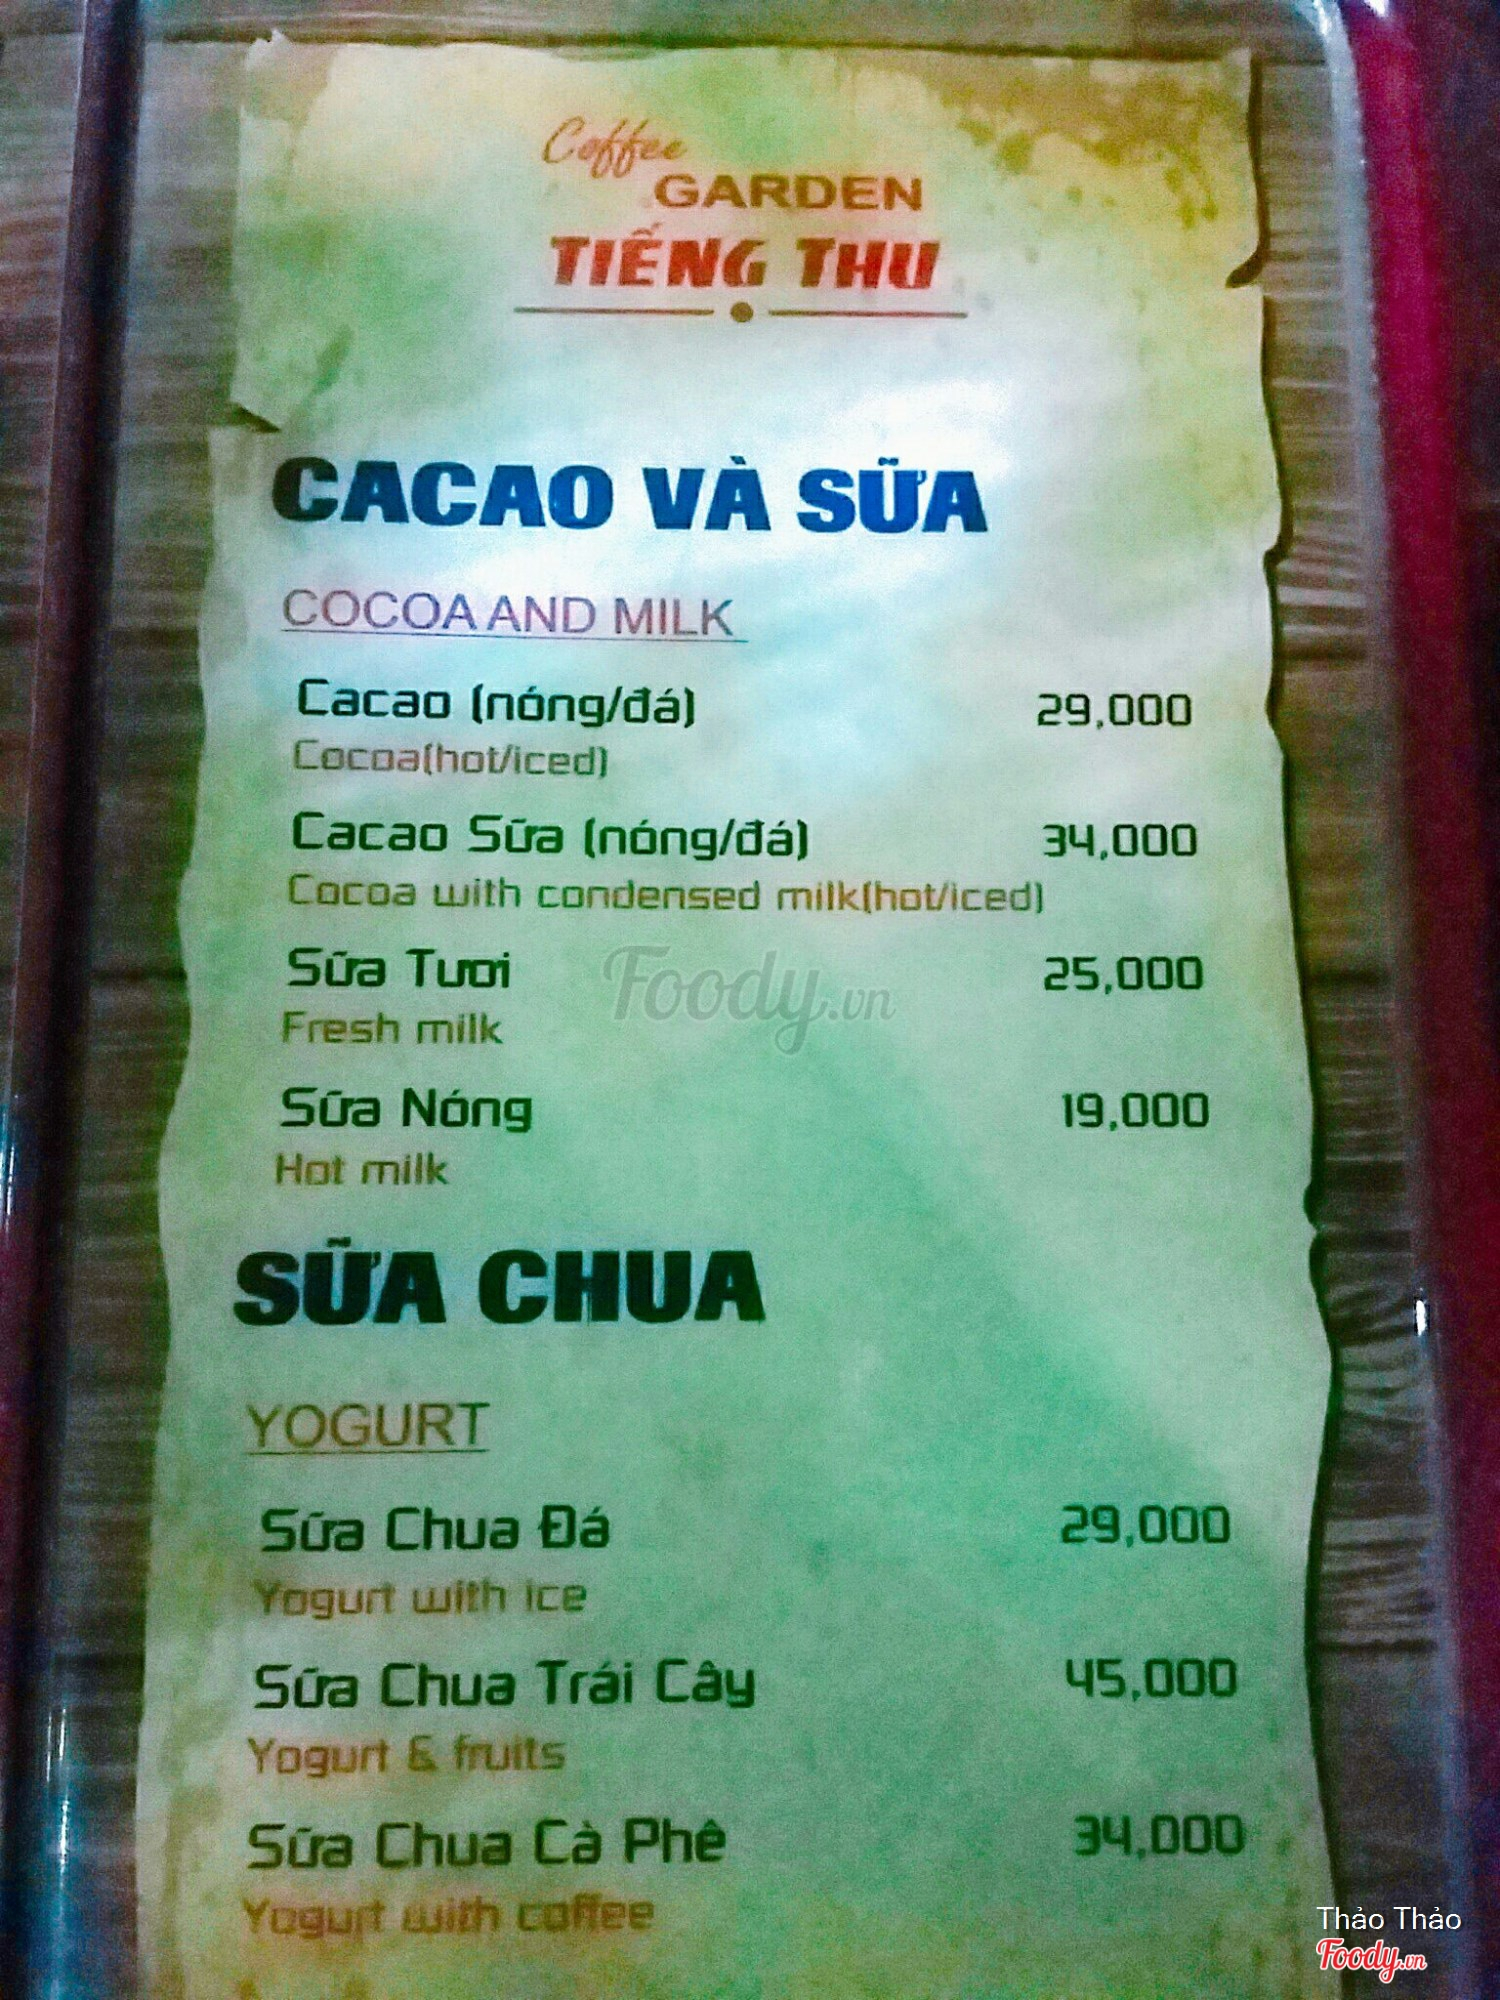 Coffee
GARDEN
TIẾNG THU
CACAO VÀ SỮA
COCOA AND MILK
Cacao (nóng/đá) 29,000
Cocoa(hot/iced)
Cacao Sữa (nóng/đá) 34,000
Cocoa with condensed milk(hot/iced)
Sữa Tươi 25,000
Fresh milk
Foody.vn
Sữa Nóng 19,000
Hot milk
SỮA CHUA
YOGURT
Sữa Chua Đá 29,000
Yogurt with ice
Sữa Chua Trái Cây 45,000
Yogurt & fruits
Sữa Chua Cà Phê 34,000
Yogurt with coffee
Thảo Thảo
Foody.vn